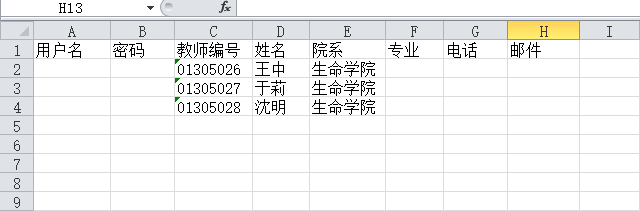 H13 fx
A B C D E F G H I
1 用户名 密码 教师编号 姓名 院系 专业 电话 邮件
2 01305026 王中 生命学院
3 01305027 于莉 生命学院
4 01305028 沈明 生命学院
5
6
7
8
9